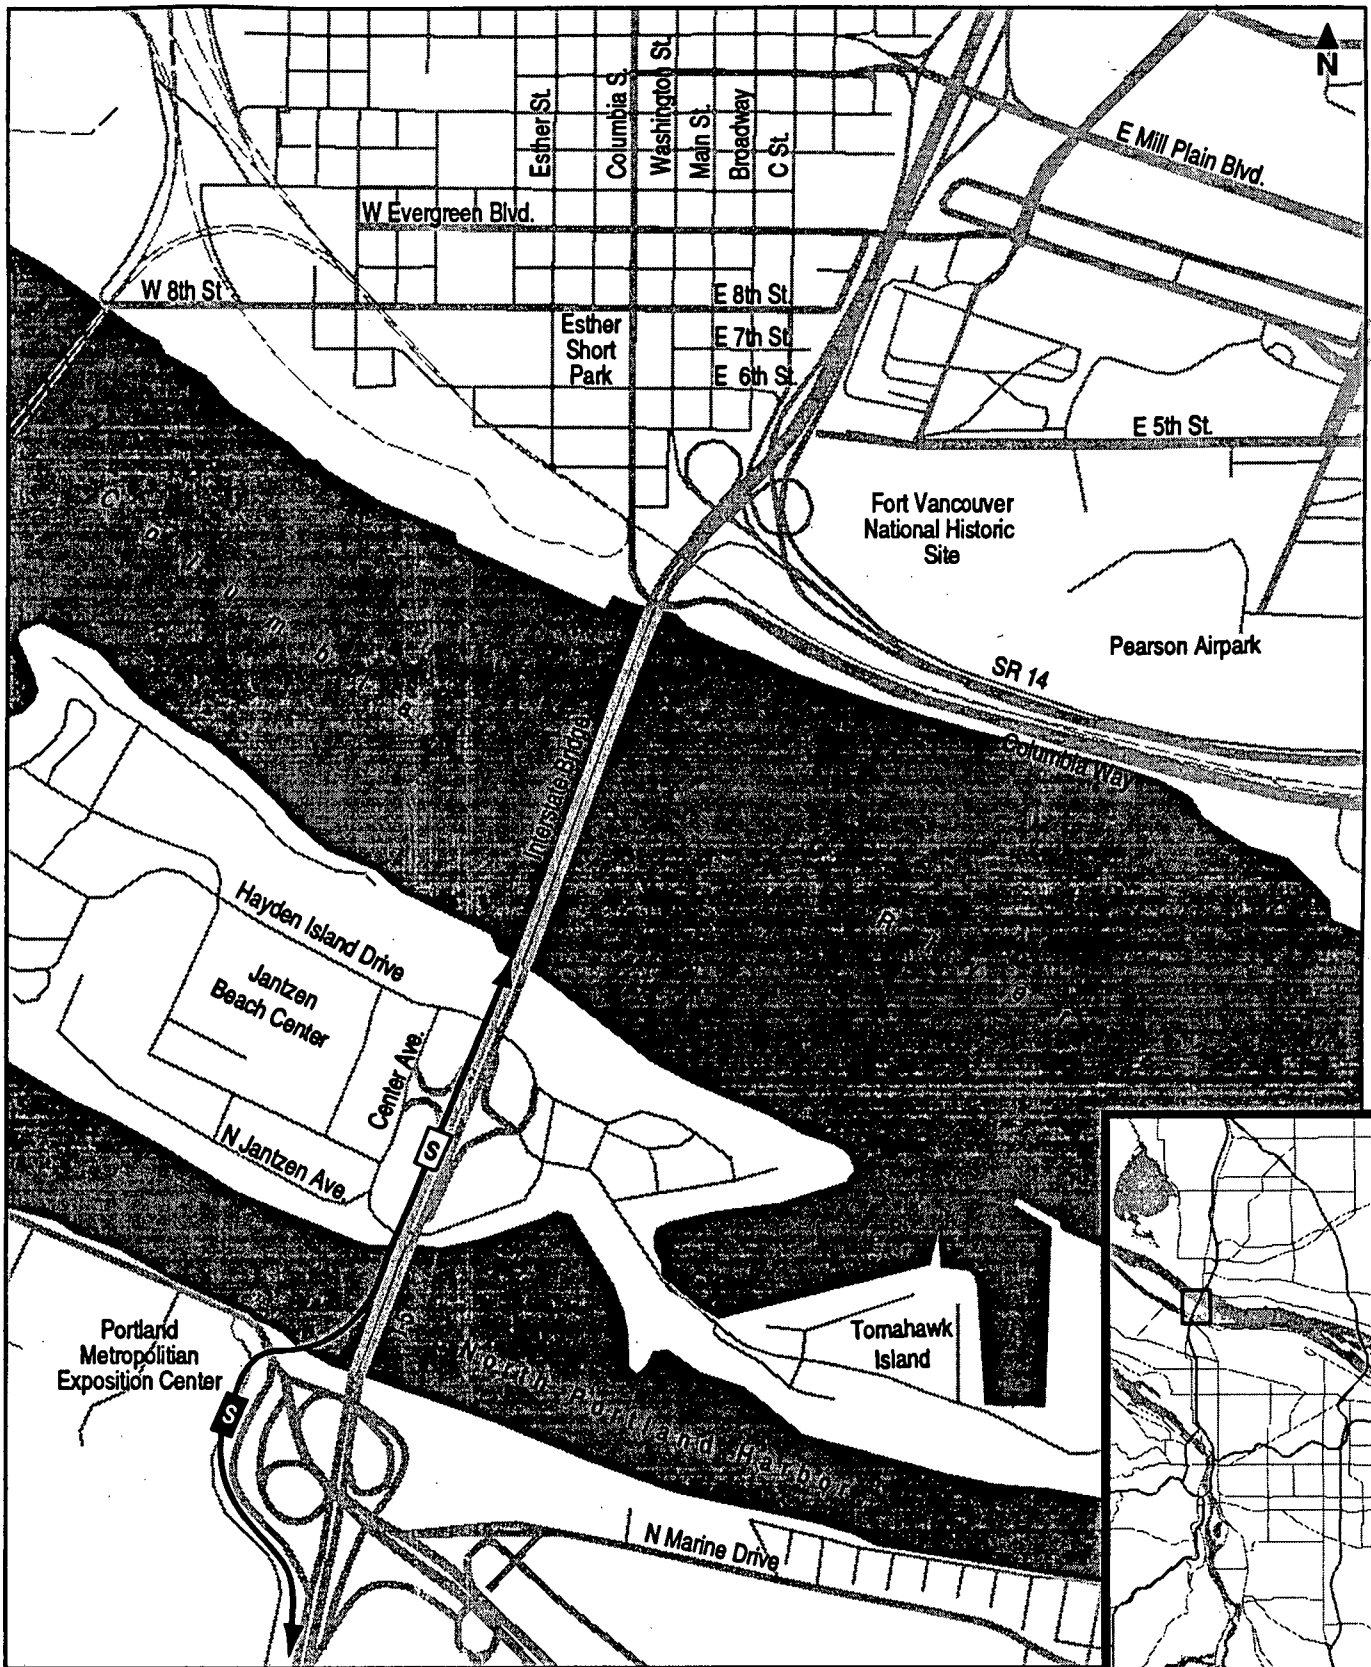 N
Esther St.
Columbia S.
Washington St.
Main St.
Broadway
C St.
E Mill Plain Blvd.
W Evergreen Blvd.
W 8th St
E 8th St.
Esther
Short
Park
E 7th St.
E 6th St.
E 5th St.
Fort Vancouver
National Historic
Site
Pearson Airpark
SR 14
Columbia Way
Columbia River
Interstate Bridge
Hayden Island Drive
Jantzen
Beach Center
Center Ave.
N Jantzen Ave.
S
Portland
Metropolitian
Exposition Center
S
I-5
Tomahawk
Island
North Portland Harbor
N Marine Drive